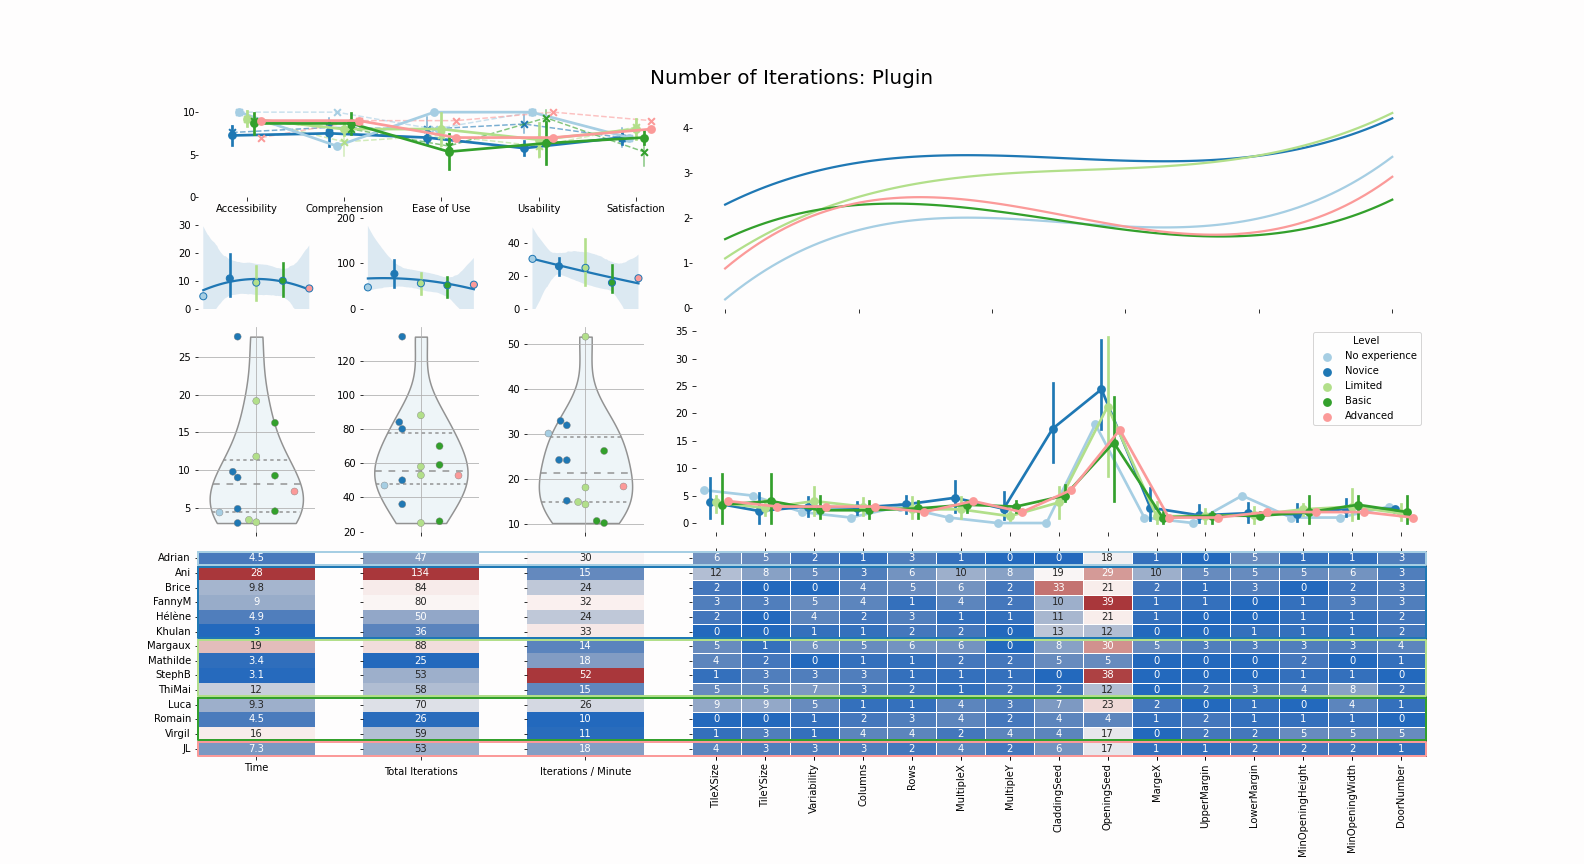 Number of Iterations: Plugin
10
5
0
Accessibility Comprehension Ease of Use Usability Satisfaction
4
3
2
1
0
30
20
10
0
200
100
0
40
20
0
25
20
15
10
5
120
100
80
60
40
20
50
40
30
20
10
35
30
25
20
15
10
5
0
Level
No experience
Novice
Limited
Basic
Advanced
Adrian 4.5 47 30 6 5 2 1 3 1 0 0 18 1 0 5 1 1 3
Ani 28 134 15 12 8 5 3 6 10 8 19 29 10 5 5 5 6 3
Brice 9.8 84 24 2 0 0 4 5 6 2 33 21 2 1 3 0 2 3
FannyM 9 80 32 3 3 5 4 1 4 2 10 39 1 1 0 1 3 3
Hélène 4.9 50 24 2 0 4 2 3 1 1 11 21 1 0 0 1 1 2
Khulan 3 36 33 0 0 1 1 2 2 0 13 12 0 0 1 1 1 2
Margaux 19 88 14 5 1 6 5 6 6 0 8 30 5 3 3 3 3 4
Mathilde 3.4 25 18 4 2 0 1 1 2 2 5 5 0 0 0 2 0 1
StephB 3.1 53 52 1 3 3 3 1 1 1 0 38 0 0 0 0 0 0
ThiMai 12 58 15 5 5 7 3 2 1 2 2 12 0 2 3 4 8 2
Luca 9.3 70 26 9 9 5 1 1 4 3 7 23 2 0 1 0 4 1
Romain 4.5 26 10 0 0 1 2 3 4 2 4 4 1 2 1 1 1 0
Virgil 16 59 11 1 3 1 4 4 2 4 4 17 0 2 2 5 5 5
JL 7.3 53 18 4 3 3 3 2 4 2 6 17 1 1 2 2 2 1
Time Total Iterations Iterations / Minute
TileXSize
TileYSize
Variability
Columns
Rows
MultipleX
MultipleY
CladdingSeed
OpeningSeed
MargeX
UpperMargin
LowerMargin
MinOpeningHeight
MinOpeningWidth
DoorNumber